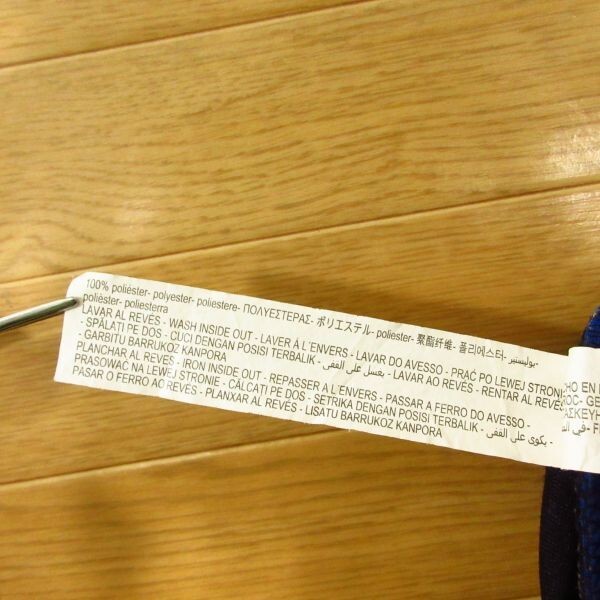 100% poliéster- polyester- poliestere- ΠΟΛΥΕΣΤΕΡΑΣ- ポリエステル- poliester- 聚酯纤维- 폴리에스터- بوليستير-
polièster- poliesterra
LAVAR AL REVÉS - WASH INSIDE OUT - LAVER À L'ENVERS - LAVAR DO AVESSO - PRAĆ PO LEWEJ STRONI
- SPĂLAȚI PE DOS - CUCI DENGAN POSISI TERBALIK - يغسل على القفى - LAVAR AO REVÉS - RENTAR AL REVÉS
- GARBITU BARRUKOZ KANPORA
PLANCHAR AL REVÉS - IRON INSIDE OUT - REPASSER À L'ENVERS - PASSAR A FERRO DO AVESSO -
PRASOWAĆ NA LEWEJ STRONIE - CĂLCAȚI PE DOS - SETRIKA DENGAN POSISI TERBALIK - يكوى على القفى -
PASAR O FERRO AO REVÉS - PLANXAR AL REVÉS - LISATU BARRUKOZ KANPORA